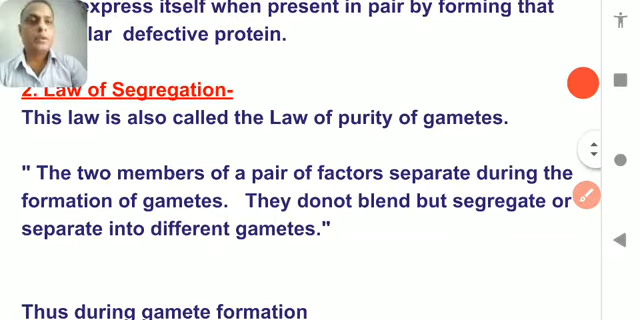 express itself when present in pair by forming that
lar defective protein.
2. Law of Segregation-
This law is also called the Law of purity of gametes.
" The two members of a pair of factors separate during the
formation of gametes. They donot blend but segregate or
separate into different gametes."
Thus during gamete formation